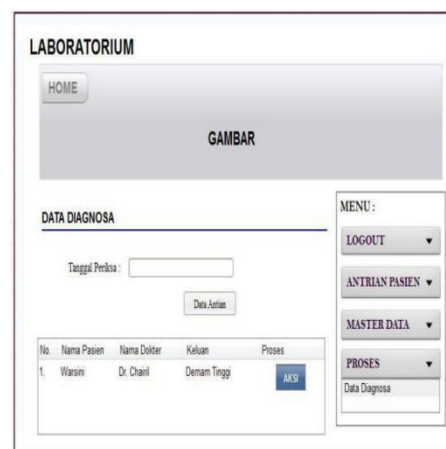 LABORATORIUM
HOME
GAMBAR
DATA DIAGNOSA
Tanggal Periksa :
Data Antian
No. Nama Pasien Nama Dokter Keluan Proses
1. Warsini Dr. Chairil Demam Tinggi AKSI
MENU :
LOGOUT
ANTRIAN PASIEN
MASTER DATA
PROSES
Data Diagnosa